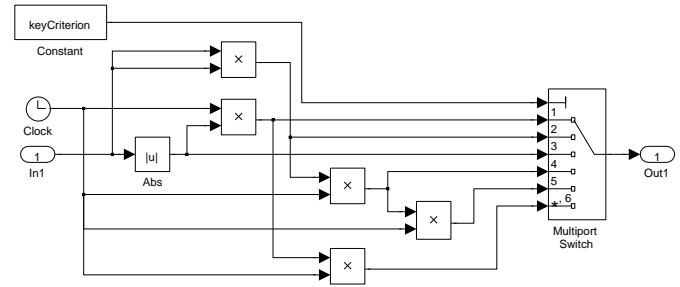 keyCriterion
Constant
×
×
Clock
1
In1
|u|
Abs
×
×
×
1
2
3
4
5
*, 6
Multiport
Switch
1
Out1